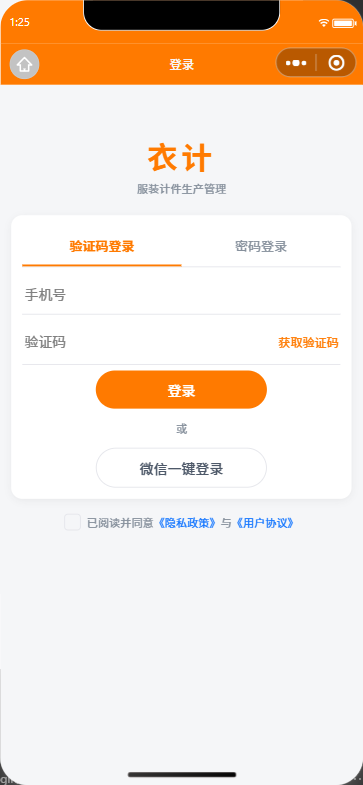 1:25
登录
衣计
服装计件生产管理
验证码登录 密码登录
手机号
验证码 获取验证码
登录
或
微信一键登录
已阅读并同意《隐私政策》与《用户协议》